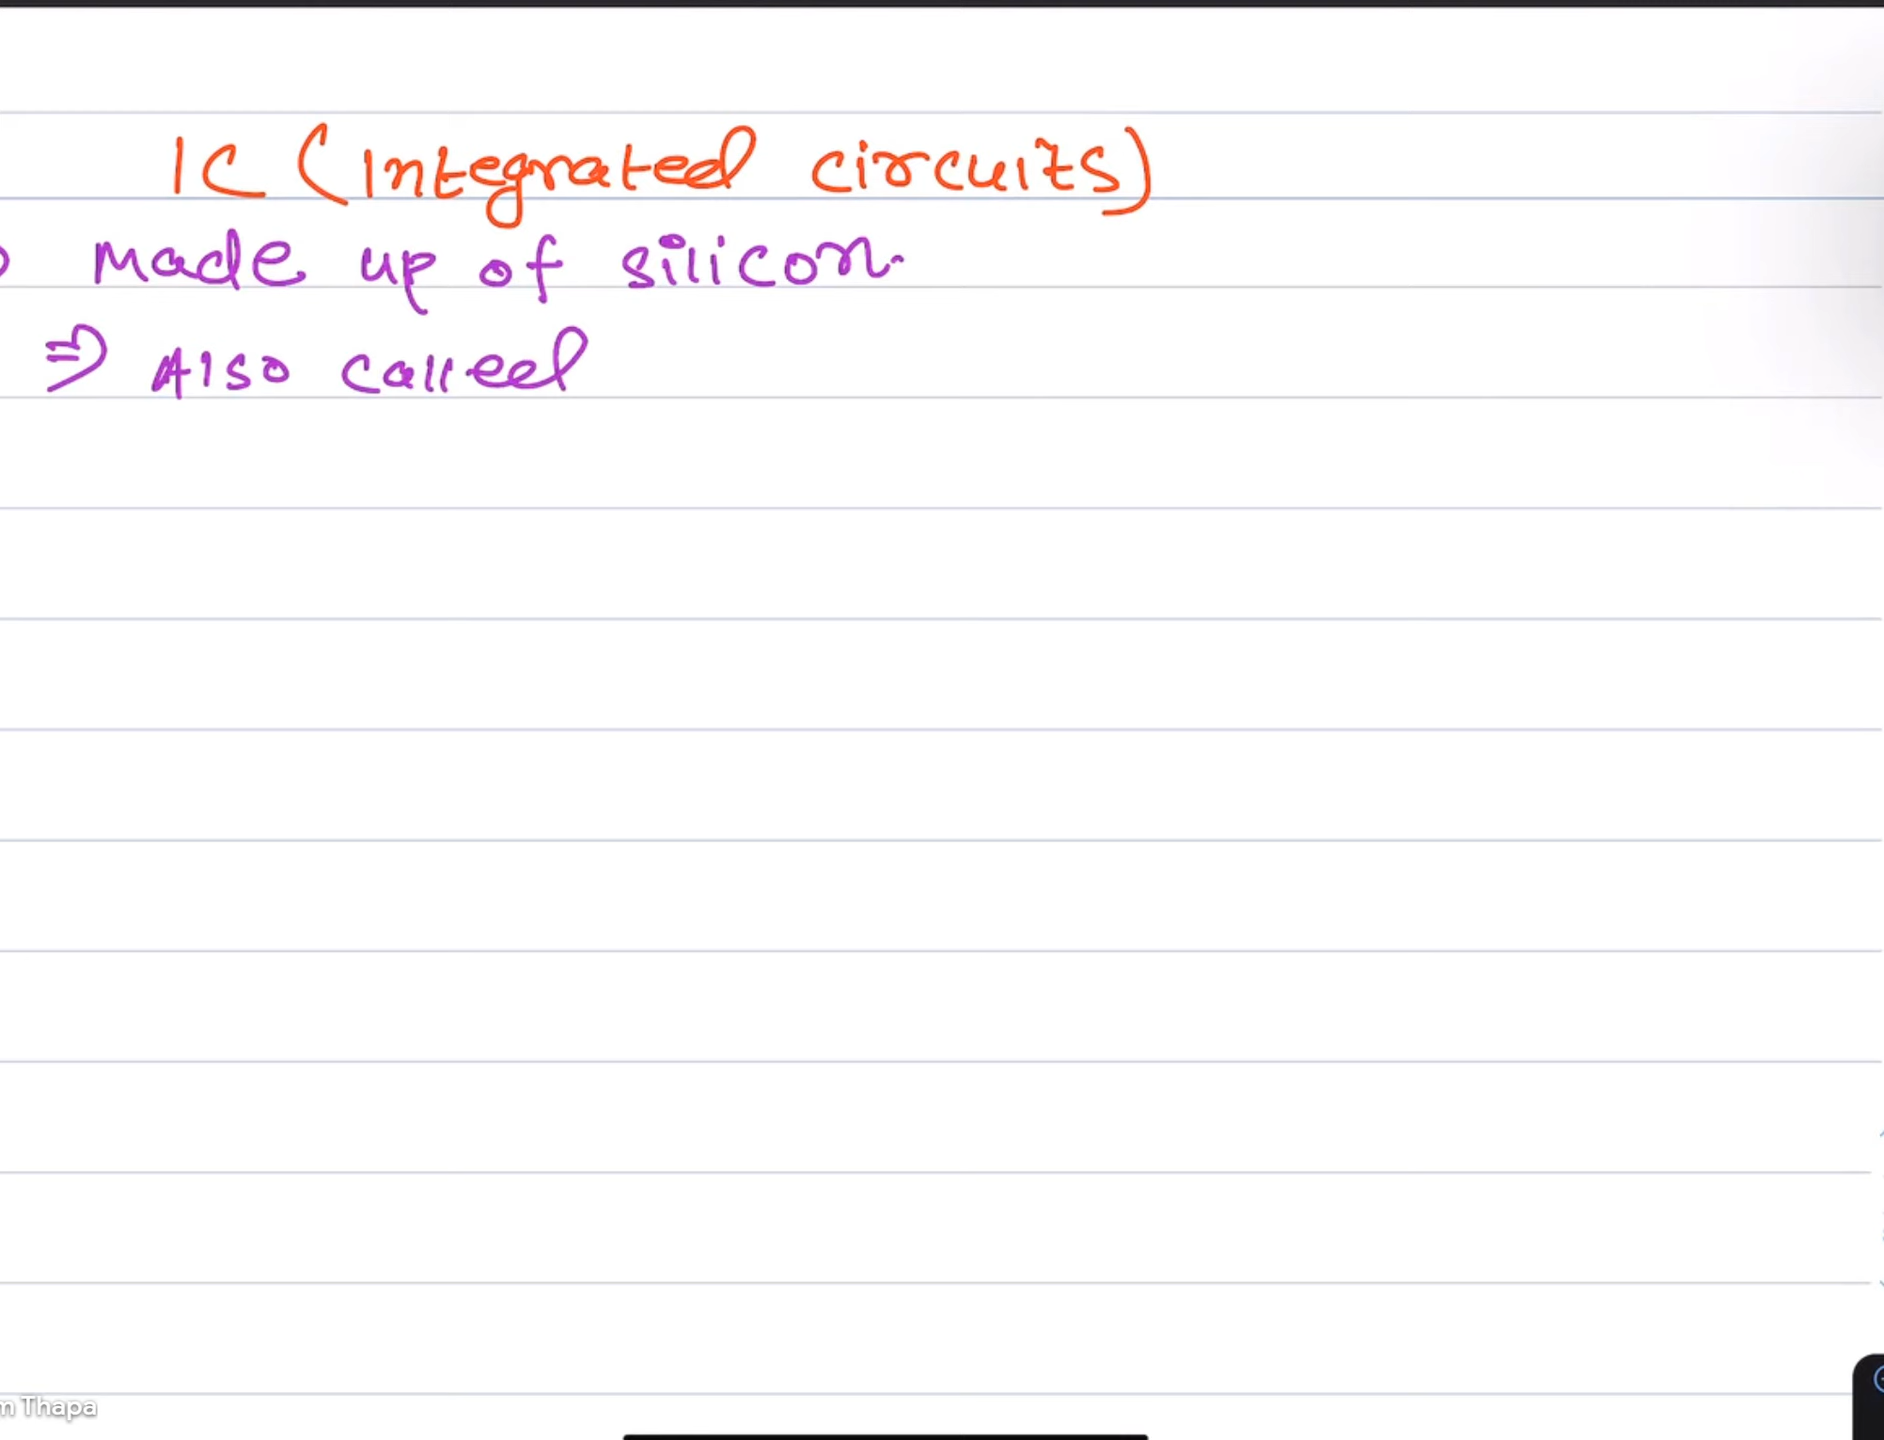 IC (Integrated circuits)
Made up of silicon.
⇒ Also called
m Thapa